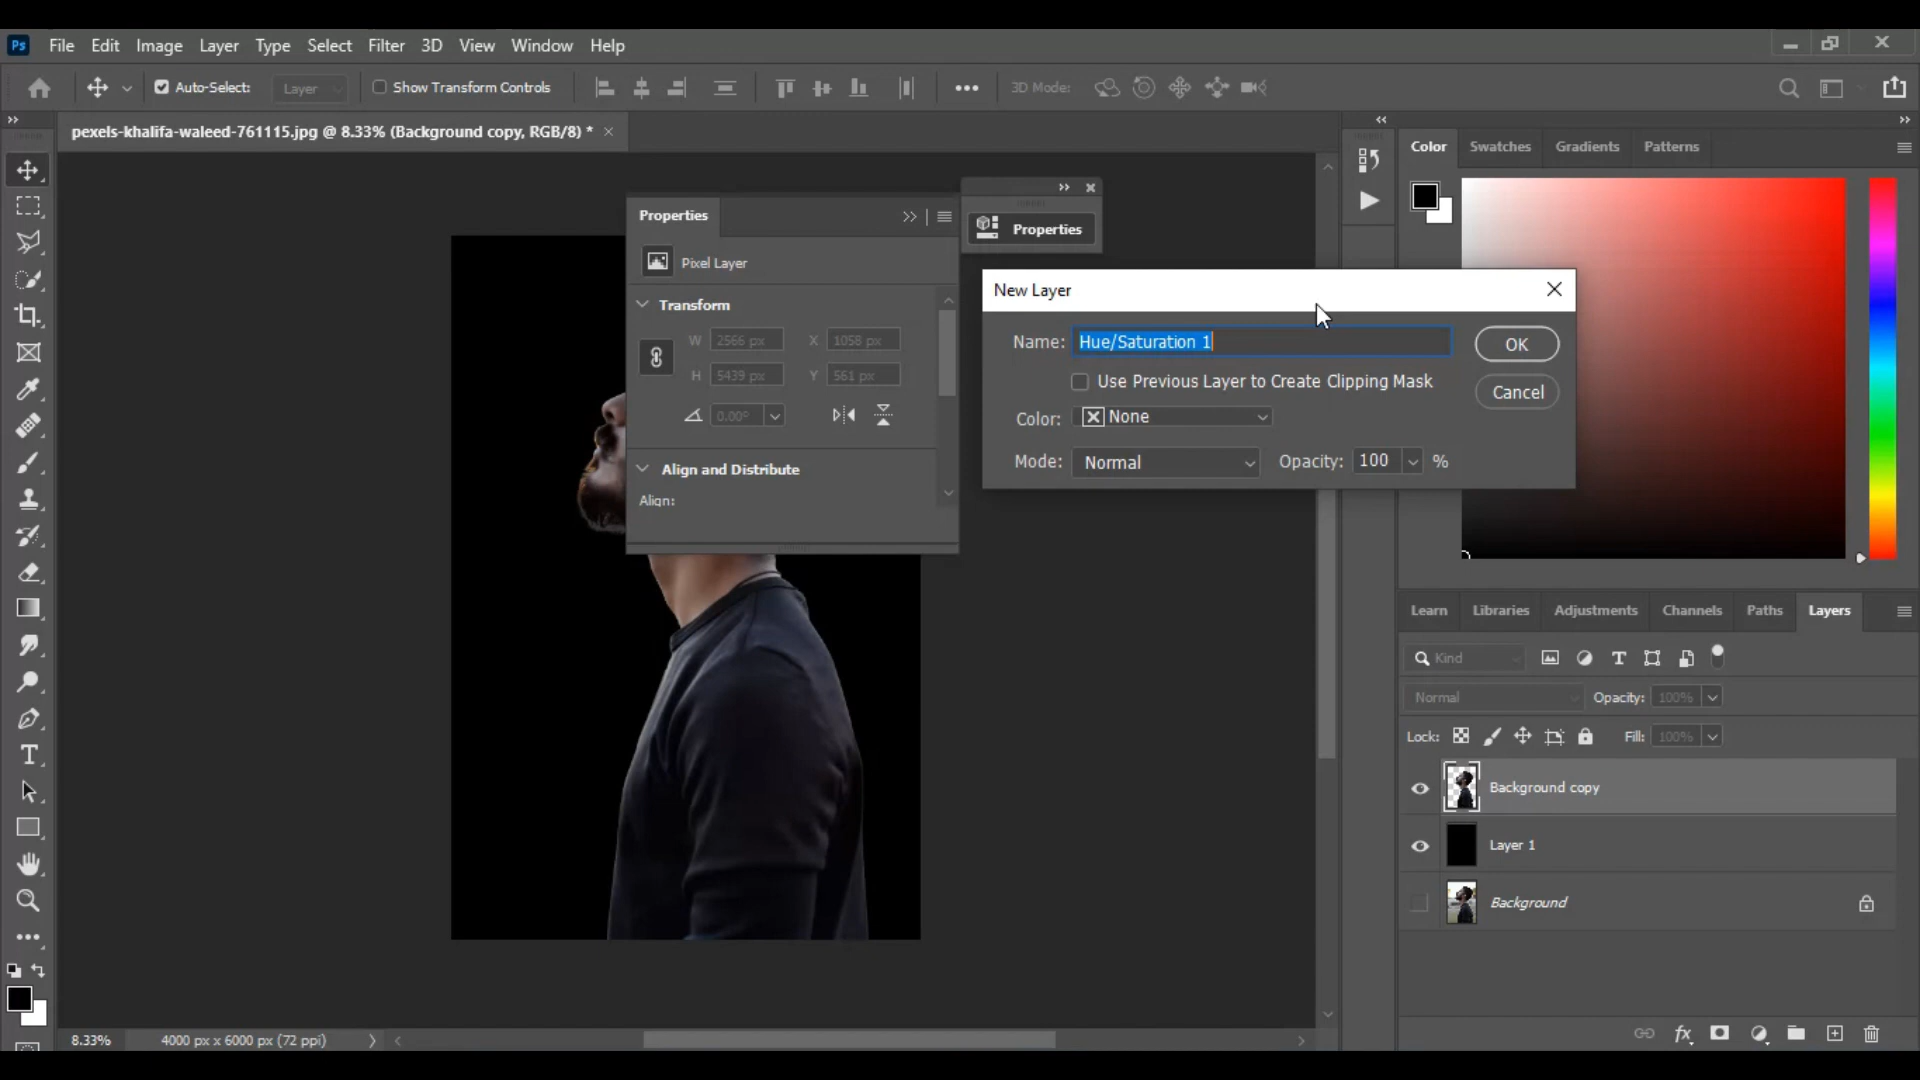 Ps File Edit Image Layer Type Select Filter 3D View Window Help
Auto-Select: Layer Show Transform Controls ••• 3D Mode:
pexels-khalifa-waleed-761115.jpg @ 8.33% (Background copy, RGB/8) * ×
Color Swatches Gradients Patterns
Properties
Pixel Layer
Transform
W 2566 px X 1058 px
H 5439 px Y 561 px
0.00°
Align and Distribute
Align:
Properties
New Layer
Name: Hue/Saturation 1
OK
Use Previous Layer to Create Clipping Mask
Cancel
Color: None
Mode: Normal Opacity: 100 %
Learn Libraries Adjustments Channels Paths Layers
Kind
Normal Opacity: 100%
Lock: Fill: 100%
Background copy
Layer 1
Background
fx
8.33% 4000 px x 6000 px (72 ppi)